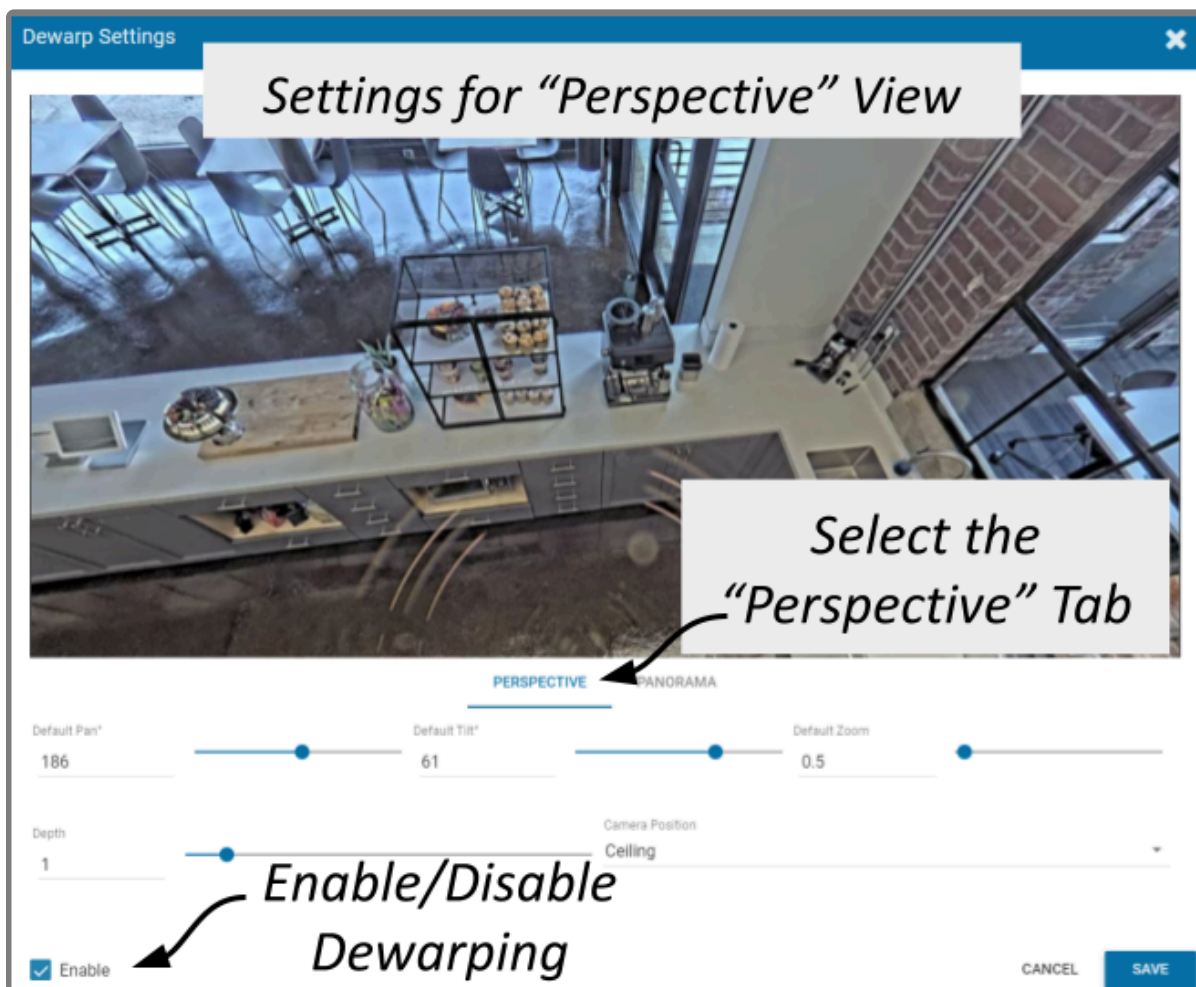 Dewarp Settings
Settings for “Perspective” View
Select the
“Perspective” Tab
PERSPECTIVE
PANORAMA
Default Pan°
Default Tilt°
Default Zoom
186
61
0.5
Depth
Camera Position
1
Ceiling
Enable/Disable
Dewarping
Enable
CANCEL
SAVE